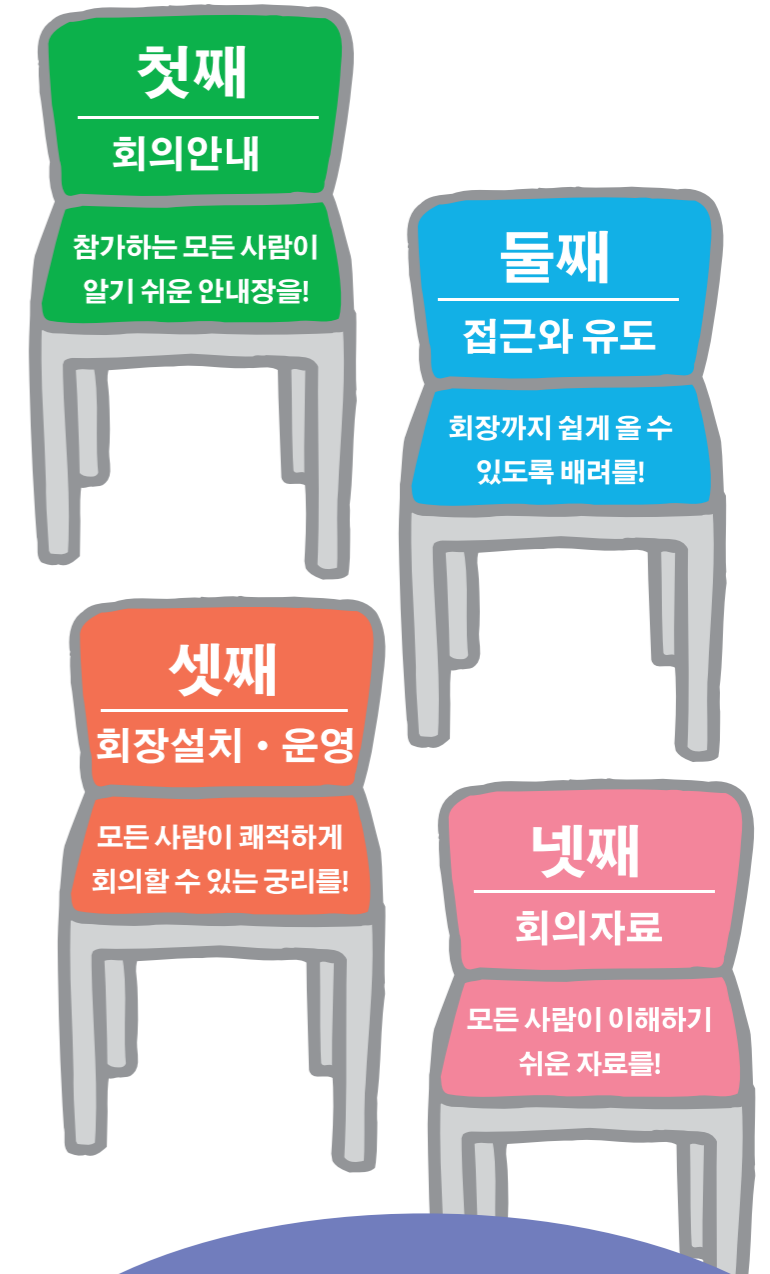 첫째
회의안내
참가하는 모든 사람이
알기 쉬운 안내장을!
둘째
접근와 유도
회장까지 쉽게 올 수
있도록 배려를!
셋째
회장설치・운영
모든 사람이 쾌적하게
회의할 수 있는 궁리를!
넷째
회의자료
모든 사람이 이해하기
쉬운 자료를!